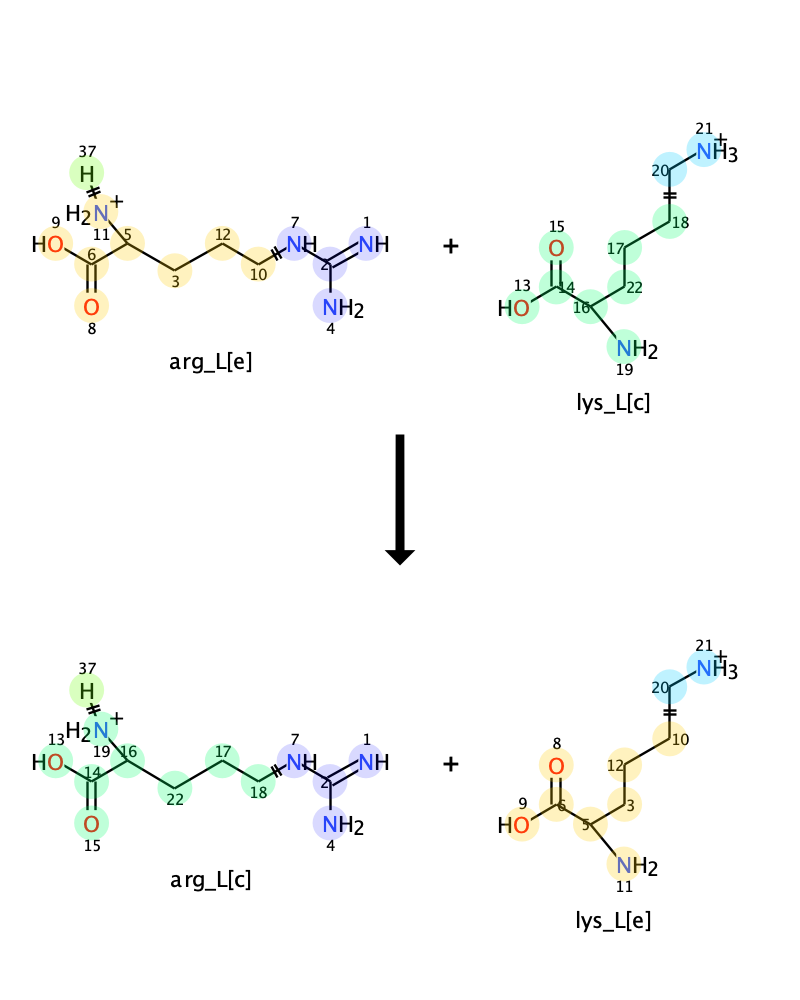 37
H
H2N+
9
11
5
7
1
HO
6
12
NH
2
NH
3
10
O
NH2
8
4
arg_L[e]
+
21
NH3+
20
18
15
O
17
13
14
22
HO
16
NH2
19
lys_L[c]
37
H
H2N+
13
19
16
17
7
1
HO
14
NH
2
NH
22
18
O
NH2
15
4
arg_L[c]
+
21
NH3+
20
10
8
O
12
9
6
3
HO
5
NH2
11
lys_L[e]